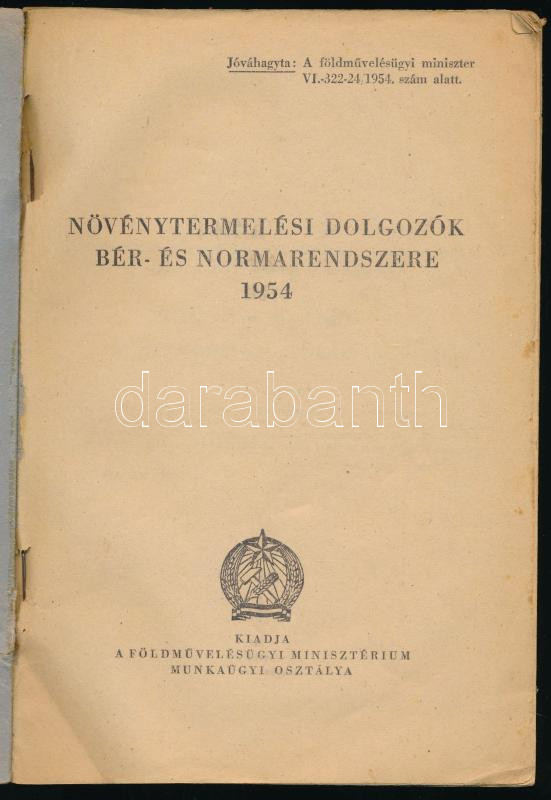 Jóváhagyta: A földművelésügyi miniszter
VI.-322-24/1954. szám alatt.
NÖVÉNYTERMELÉSI DOLGOZÓK
BÉR- ÉS NORMARENDSZERE
1954
darabanth
KIADJA
A FÖLDMŰVELÉSÜGYI MINISZTÉRIUM
MUNKAÜGYI OSZTÁLYA